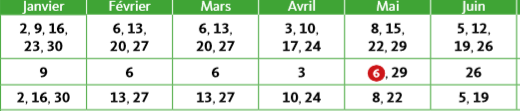 Janvier Février Mars Avril Mai Juin
2, 9, 16, 6, 13, 6, 13, 3, 10, 8, 15, 5, 12,
23, 30 20, 27 20, 27 17, 24 22, 29 19, 26
9 6 6 3 6, 29 26
2, 16, 30 13, 27 13, 27 10, 24 8, 22 5, 19